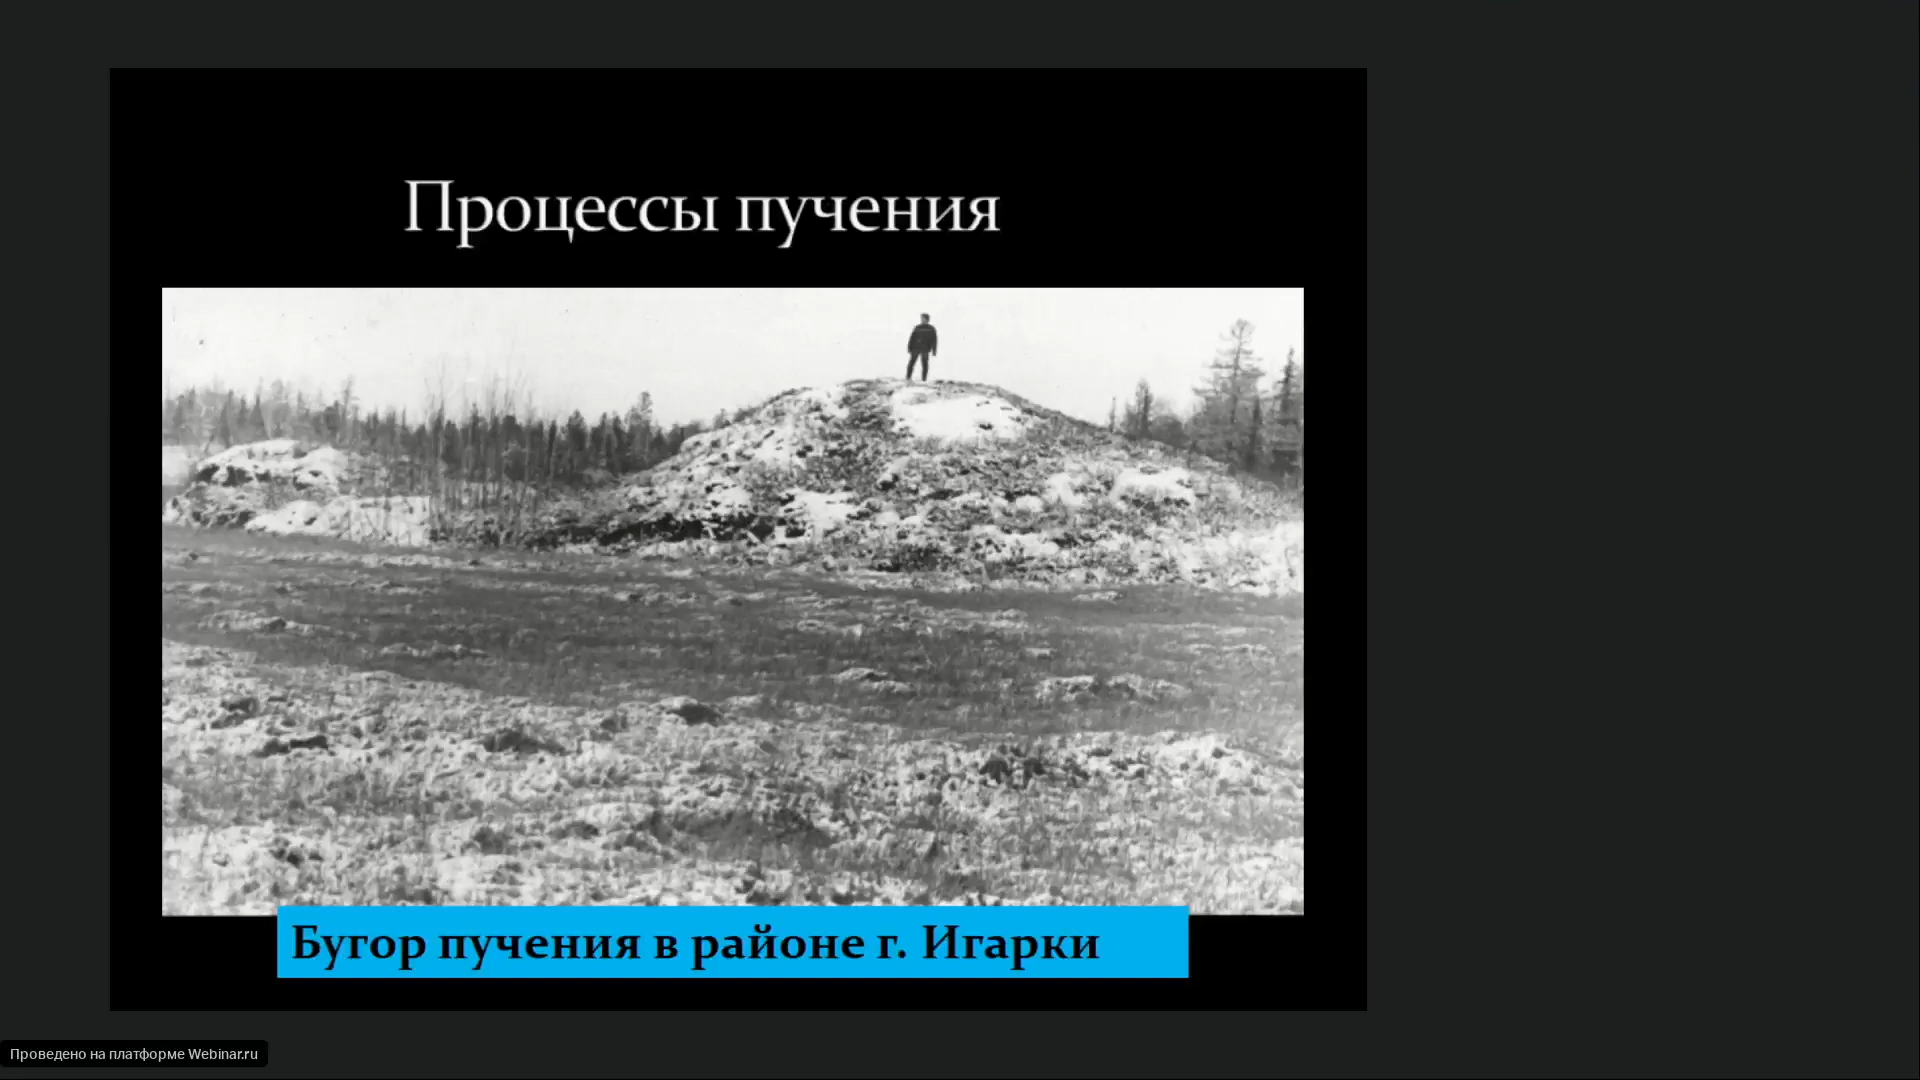 Процессы пучения
Бугор пучения в районе г. Игарки
Проведено на платформе Webinar.ru